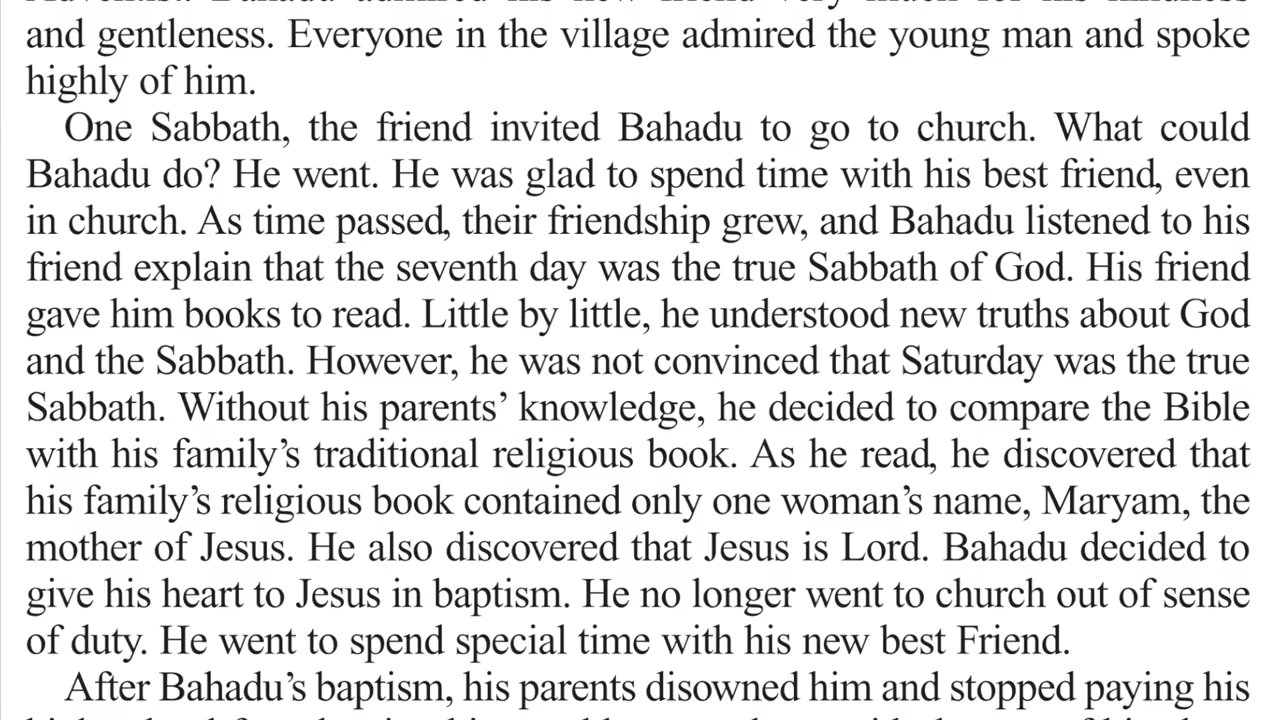 and gentleness. Everyone in the village admired the young man and spoke
highly of him.
One Sabbath, the friend invited Bahadu to go to church. What could
Bahadu do? He went. He was glad to spend time with his best friend, even
in church. As time passed, their friendship grew, and Bahadu listened to his
friend explain that the seventh day was the true Sabbath of God. His friend
gave him books to read. Little by little, he understood new truths about God
and the Sabbath. However, he was not convinced that Saturday was the true
Sabbath. Without his parents’ knowledge, he decided to compare the Bible
with his family’s traditional religious book. As he read, he discovered that
his family’s religious book contained only one woman’s name, Maryam, the
mother of Jesus. He also discovered that Jesus is Lord. Bahadu decided to
give his heart to Jesus in baptism. He no longer went to church out of sense
of duty. He went to spend special time with his new best Friend.
After Bahadu’s baptism, his parents disowned him and stopped paying his